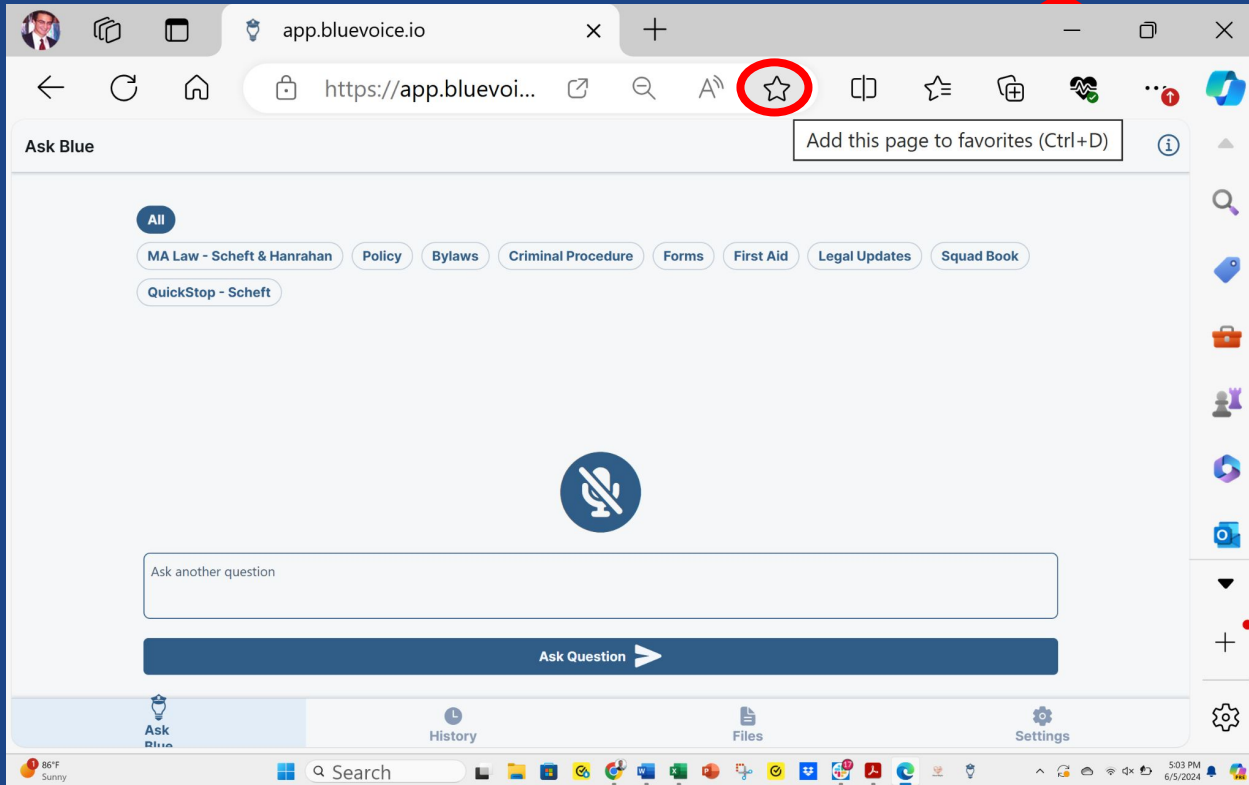 app.bluevoice.io
https://app.bluevoi...
Add this page to favorites (Ctrl+D)
Ask Blue
All
MA Law - Scheft & Hanrahan Policy Bylaws Criminal Procedure Forms First Aid Legal Updates Squad Book
QuickStop - Scheft
Ask another question
Ask Question
Ask
Blue
History
Files
Settings
1 86°F
Sunny
Search
5:03 PM
6/5/2024